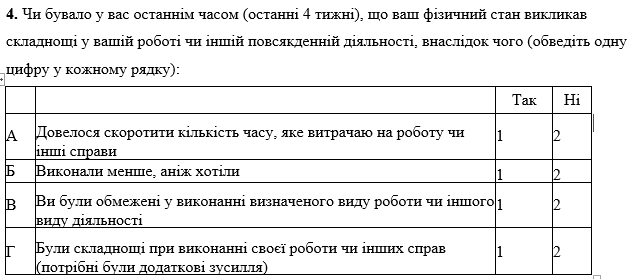 4. Чи бувало у вас останнім часом (останні 4 тижні), що ваш фізичний стан викликав
складнощі у вашій роботі чи іншій повсякденній діяльності, внаслідок чого (обведіть одну
цифру у кожному рядку):
Так Ні
А Довелося скоротити кількість часу, яке витрачаю на роботу чи 1 2
інші справи
Б Виконали менше, аніж хотіли 1 2
В Ви були обмежені у виконанні визначеного виду роботи чи іншого 1 2
виду діяльності
Г Були складнощі при виконанні своєї роботи чи інших справ 1 2
(потрібні були додаткові зусилля)